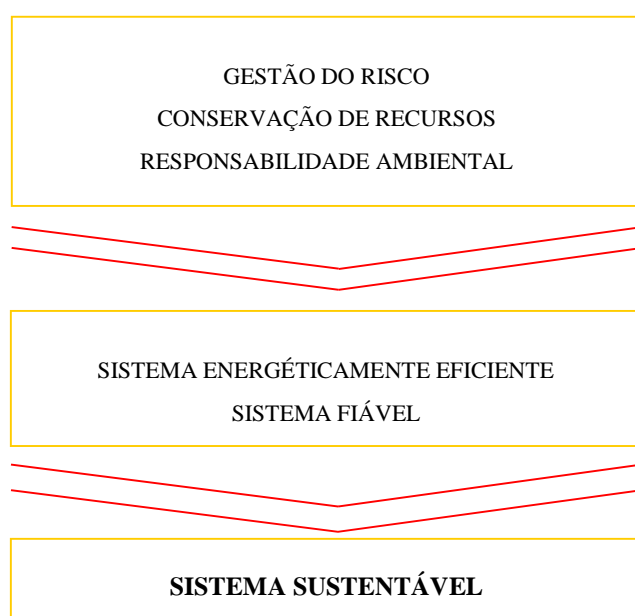 GESTÃO DO RISCO
CONSERVAÇÃO DE RECURSOS
RESPONSABILIDADE AMBIENTAL
SISTEMA ENERGÉTICAMENTE EFICIENTE
SISTEMA FIÁVEL
SISTEMA SUSTENTÁVEL